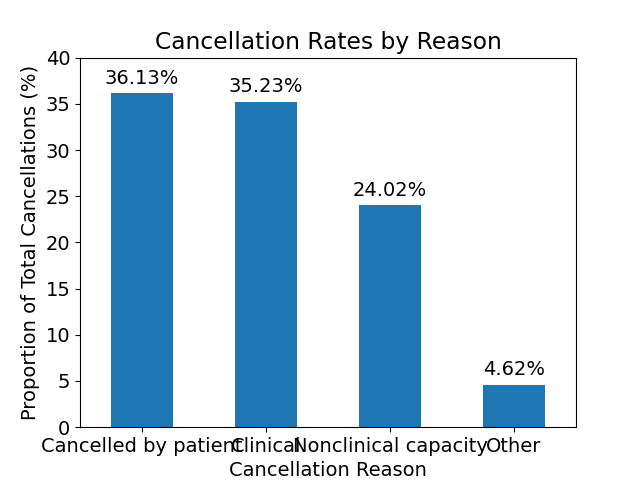 Cancellation Rates by Reason
Proportion of Total Cancellations (%)
40
35
30
25
20
15
10
5
0
36.13%
35.23%
24.02%
4.62%
Cancelled by patient
Clinical
Nonclinical capacity
Other
Cancellation Reason